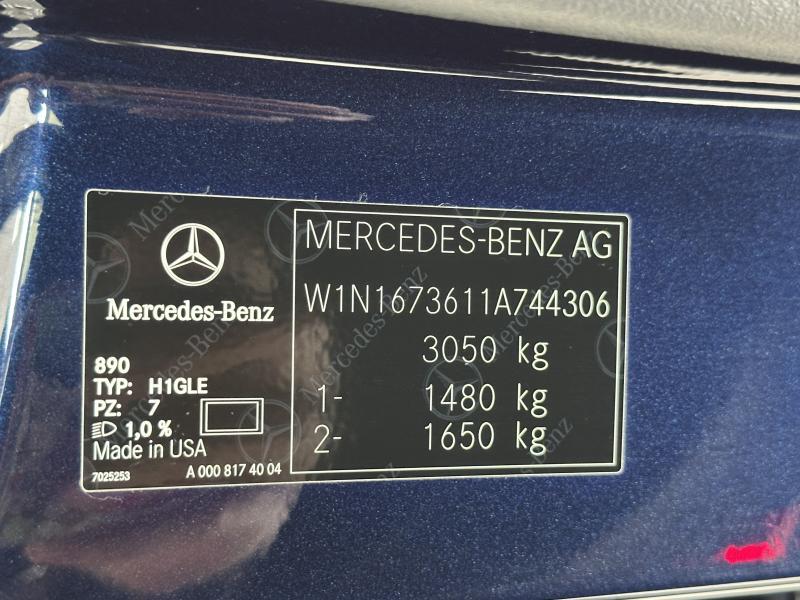 Mercedes-Benz
890
TYP: H1GLE
PZ: 7
1,0 %
Made in USA
7025253
A 000 817 40 04
MERCEDES-BENZ AG
W1N1673611A744306
3050 kg
1- 1480 kg
2- 1650 kg